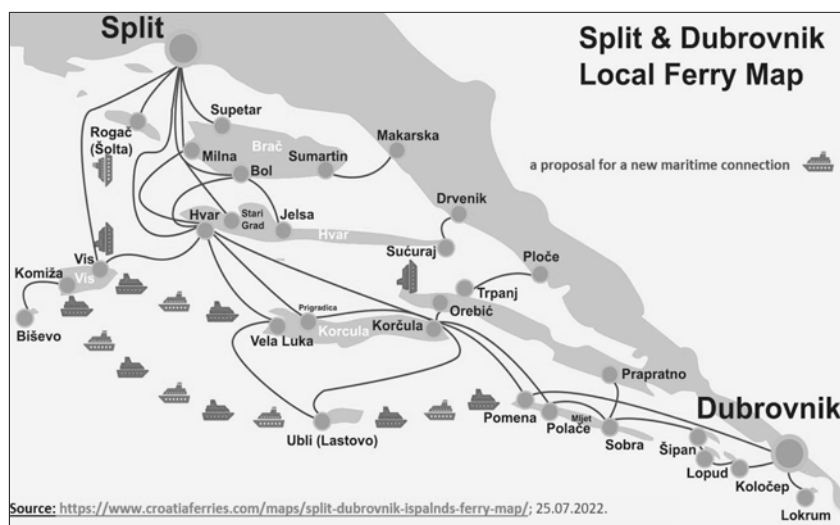 Split
Split & Dubrovnik
Local Ferry Map
Supetar
Rogač
(Šolta)
Makarska
Brač
Milna
Sumartin
Bol
a proposal for a new maritime connection
Drvenik
Hvar
Stari
Grad
Jelsa
Hvar
Sućuraj
Vis
Ploče
Komiža
Vis
Trpanj
Orebić
Prigradica
Biševo
Korcula
Korčula
Vela Luka
Prapratno
Dubrovnik
Pomena
Mljet
Polače
Ubli (Lastovo)
Sobra
Šipan
Lopud
Koločep
Lokrum
Source: https://www.croatiaferries.com/maps/split-dubrovnik-ispalnds-ferry-map/; 25.07.2022.